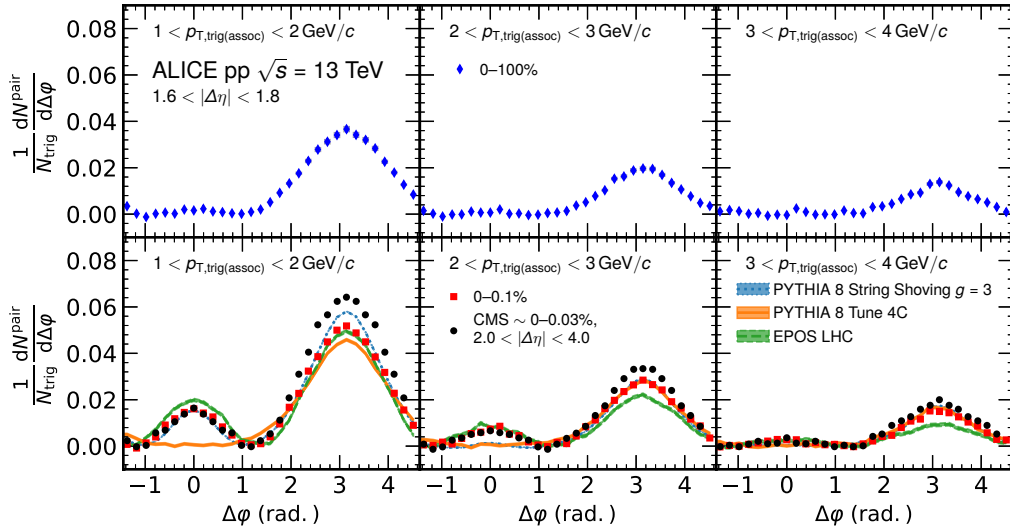 1 < p_T,trig(assoc) < 2 GeV/c
2 < p_T,trig(assoc) < 3 GeV/c
3 < p_T,trig(assoc) < 4 GeV/c
ALICE pp √s = 13 TeV
1.6 < |Δη| < 1.8
0–100%
1/N_trig dN^pair/dΔφ
0.08
0.06
0.04
0.02
0.00
1 < p_T,trig(assoc) < 2 GeV/c
2 < p_T,trig(assoc) < 3 GeV/c
3 < p_T,trig(assoc) < 4 GeV/c
0–0.1%
CMS ∼ 0–0.03%,
2.0 < |Δη| < 4.0
PYTHIA 8 String Shoving g = 3
PYTHIA 8 Tune 4C
EPOS LHC
1/N_trig dN^pair/dΔφ
0.08
0.06
0.04
0.02
0.00
−1 0 1 2 3 4
−1 0 1 2 3 4
−1 0 1 2 3 4
Δφ (rad. )
Δφ (rad. )
Δφ (rad. )